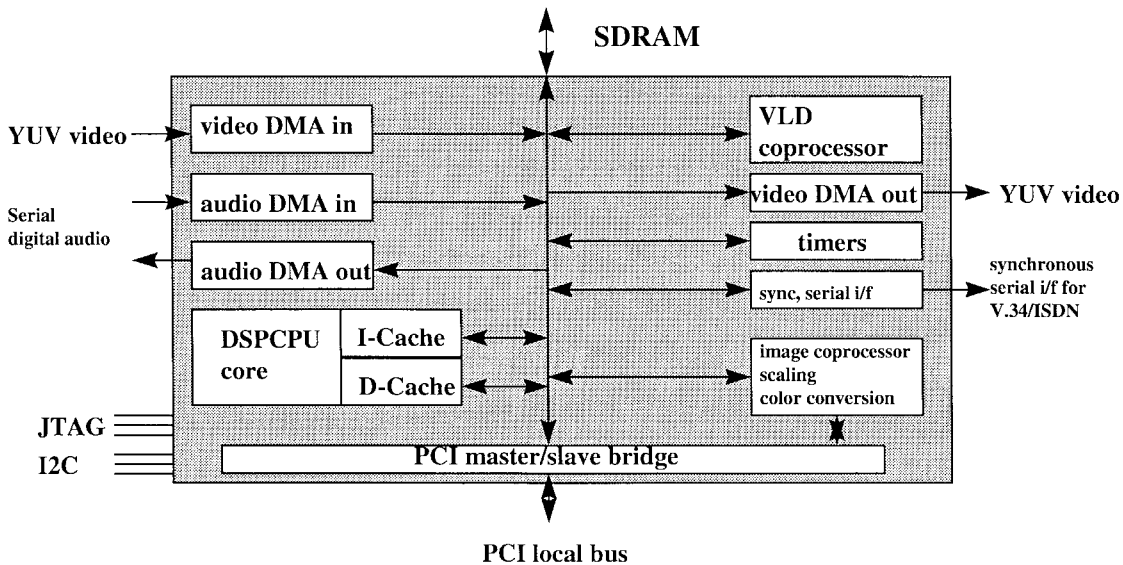 SDRAM
YUV video
video DMA in
VLD
coprocessor
Serial
digital audio
audio DMA in
video DMA out
YUV video
audio DMA out
timers
sync, serial i/f
synchronous
serial i/f for
V.34/ISDN
DSPCPU
core
I-Cache
D-Cache
image coprocessor
scaling
color conversion
JTAG
I2C
PCI master/slave bridge
PCI local bus